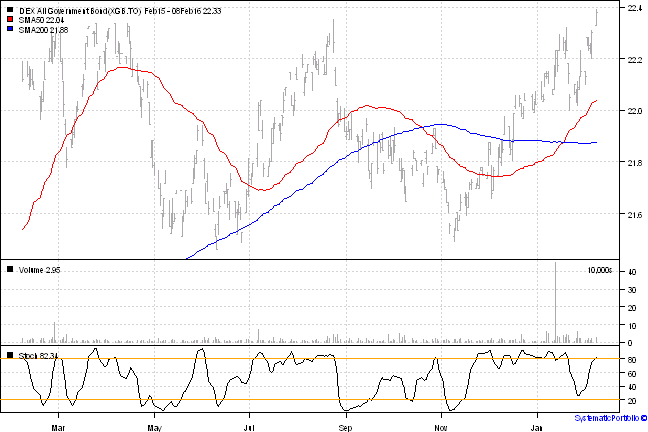 DEX All Government Bond(XGB.TO) Feb15 - 08Feb16 22.33
SMA50 22.04
SMA200 21.88
22.4
22.2
22.0
21.8
21.6
Volume 2.95
10,000s
40
30
20
10
0
Stoch 82.34
80
60
40
20
Mar May Jul Sep Nov Jan
SystematicPortfolio ©